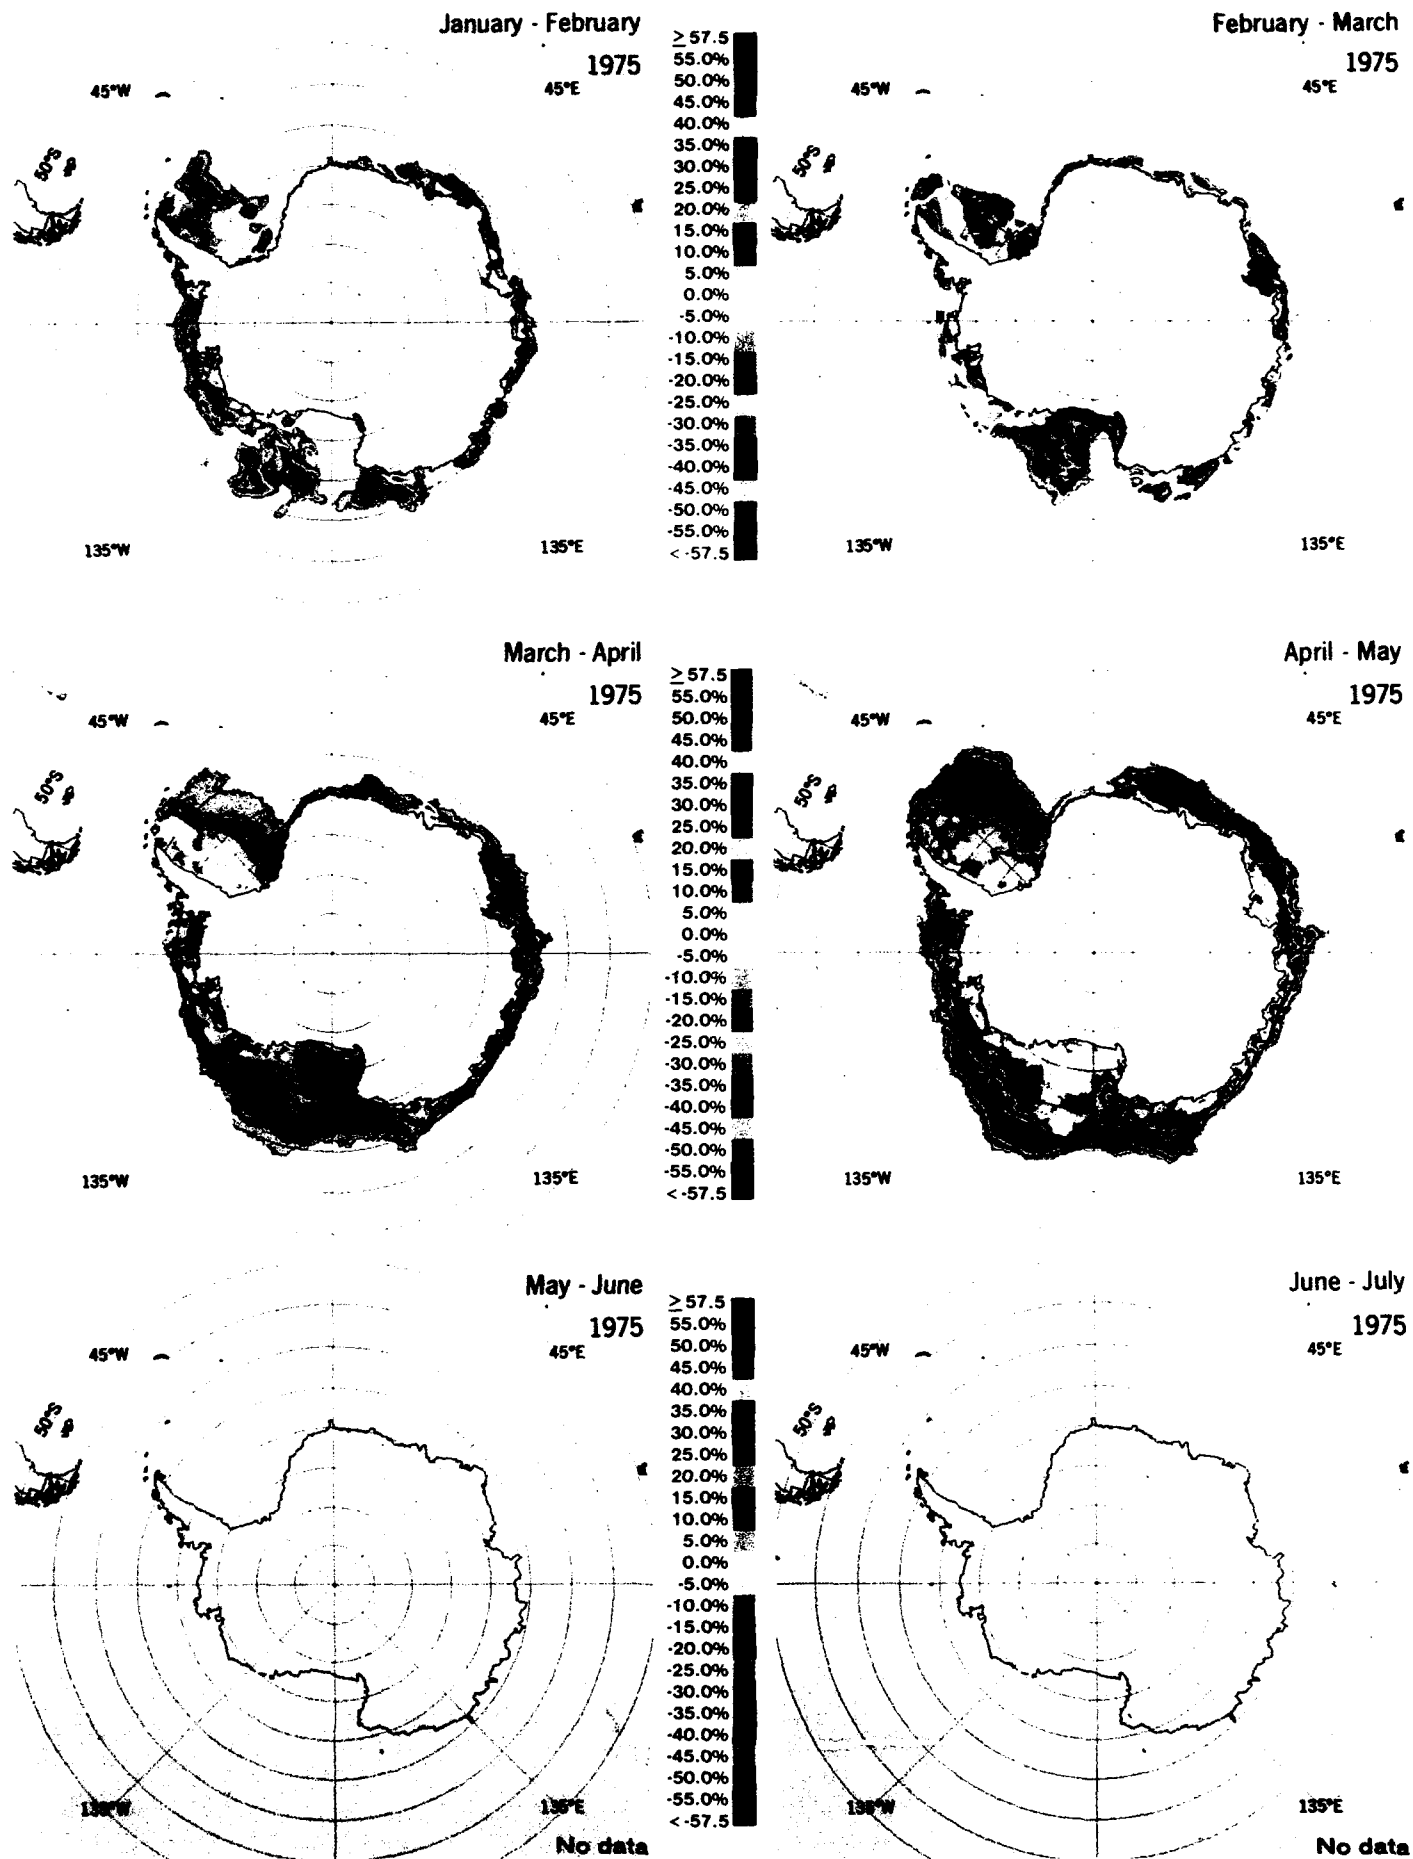 January - February
1975
45°W
45°E
50°S
135°W
135°E
≥ 57.5
55.0%
50.0%
45.0%
40.0%
35.0%
30.0%
25.0%
20.0%
15.0%
10.0%
5.0%
0.0%
-5.0%
-10.0%
-15.0%
-20.0%
-25.0%
-30.0%
-35.0%
-40.0%
-45.0%
-50.0%
-55.0%
< -57.5
February - March
1975
45°W
45°E
50°S
135°W
135°E
March - April
1975
45°W
45°E
50°S
135°W
135°E
≥ 57.5
55.0%
50.0%
45.0%
40.0%
35.0%
30.0%
25.0%
20.0%
15.0%
10.0%
5.0%
0.0%
-5.0%
-10.0%
-15.0%
-20.0%
-25.0%
-30.0%
-35.0%
-40.0%
-45.0%
-50.0%
-55.0%
< -57.5
April - May
1975
45°W
45°E
50°S
135°W
135°E
May - June
1975
45°W
45°E
50°S
135°W
135°E
No data
≥ 57.5
55.0%
50.0%
45.0%
40.0%
35.0%
30.0%
25.0%
20.0%
15.0%
10.0%
5.0%
0.0%
-5.0%
-10.0%
-15.0%
-20.0%
-25.0%
-30.0%
-35.0%
-40.0%
-45.0%
-50.0%
-55.0%
< -57.5
June - July
1975
45°W
45°E
50°S
135°W
135°E
No data